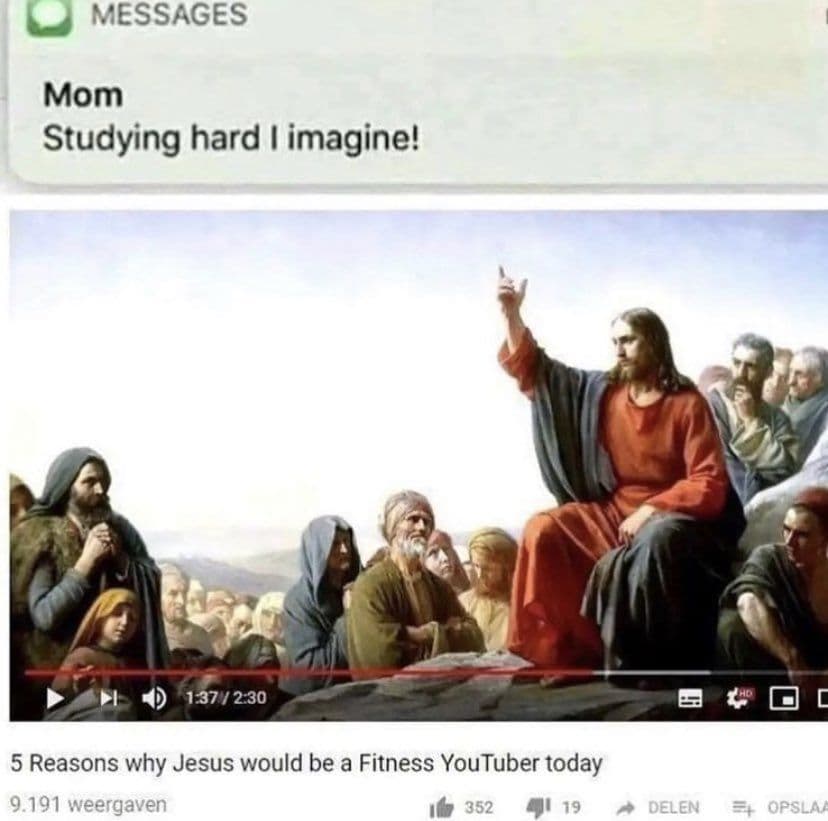 MESSAGES
Mom
Studying hard I imagine!
1:37 / 2:30
HD
5 Reasons why Jesus would be a Fitness YouTuber today
9.191 weergaven 352 19 DELEN OPSLAA